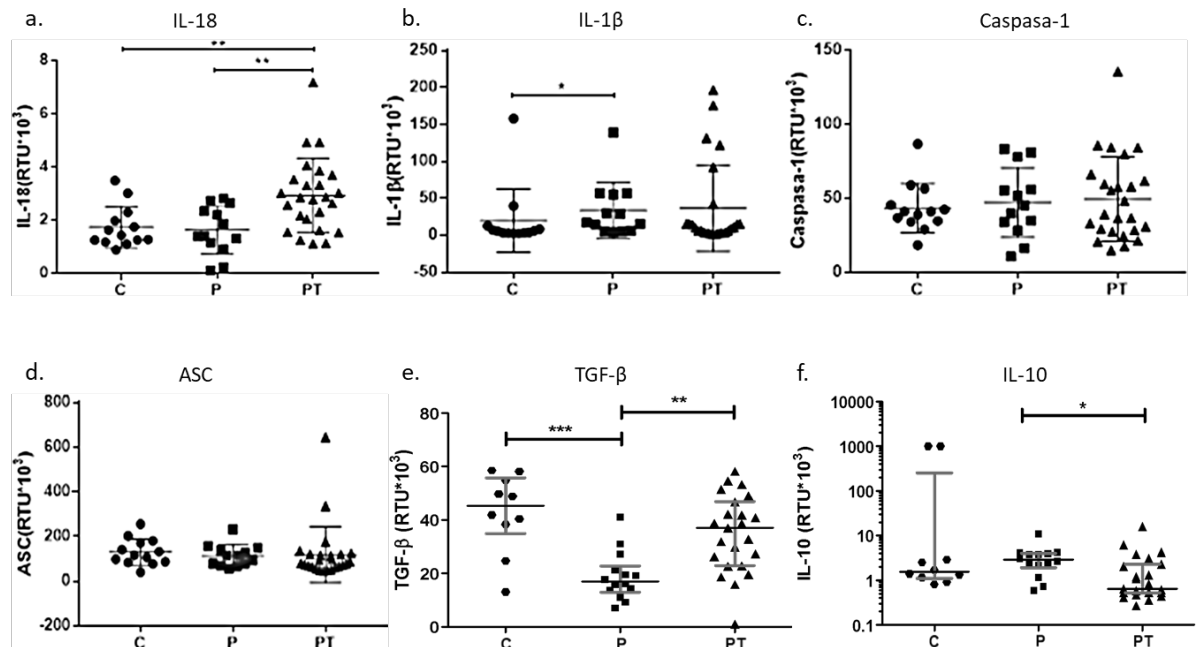 a.
IL-18
IL-18(RTU*10³)
8
6
4
2
0
**
**
C P PT
b.
IL-1β
IL-1β(RTU*10³)
250
200
150
100
50
0
-50
*
C P PT
c.
Caspasa-1
Caspasa-1(RTU*10³)
150
100
50
0
C P PT
d.
ASC
ASC(RTU*10³)
800
600
400
200
0
-200
C P PT
e.
TGF-β
TGF-β (RTU*10³)
80
60
40
20
0
***
**
C P PT
f.
IL-10
IL-10 (RTU*10³)
10000
1000
100
10
1
0.1
*
C P PT